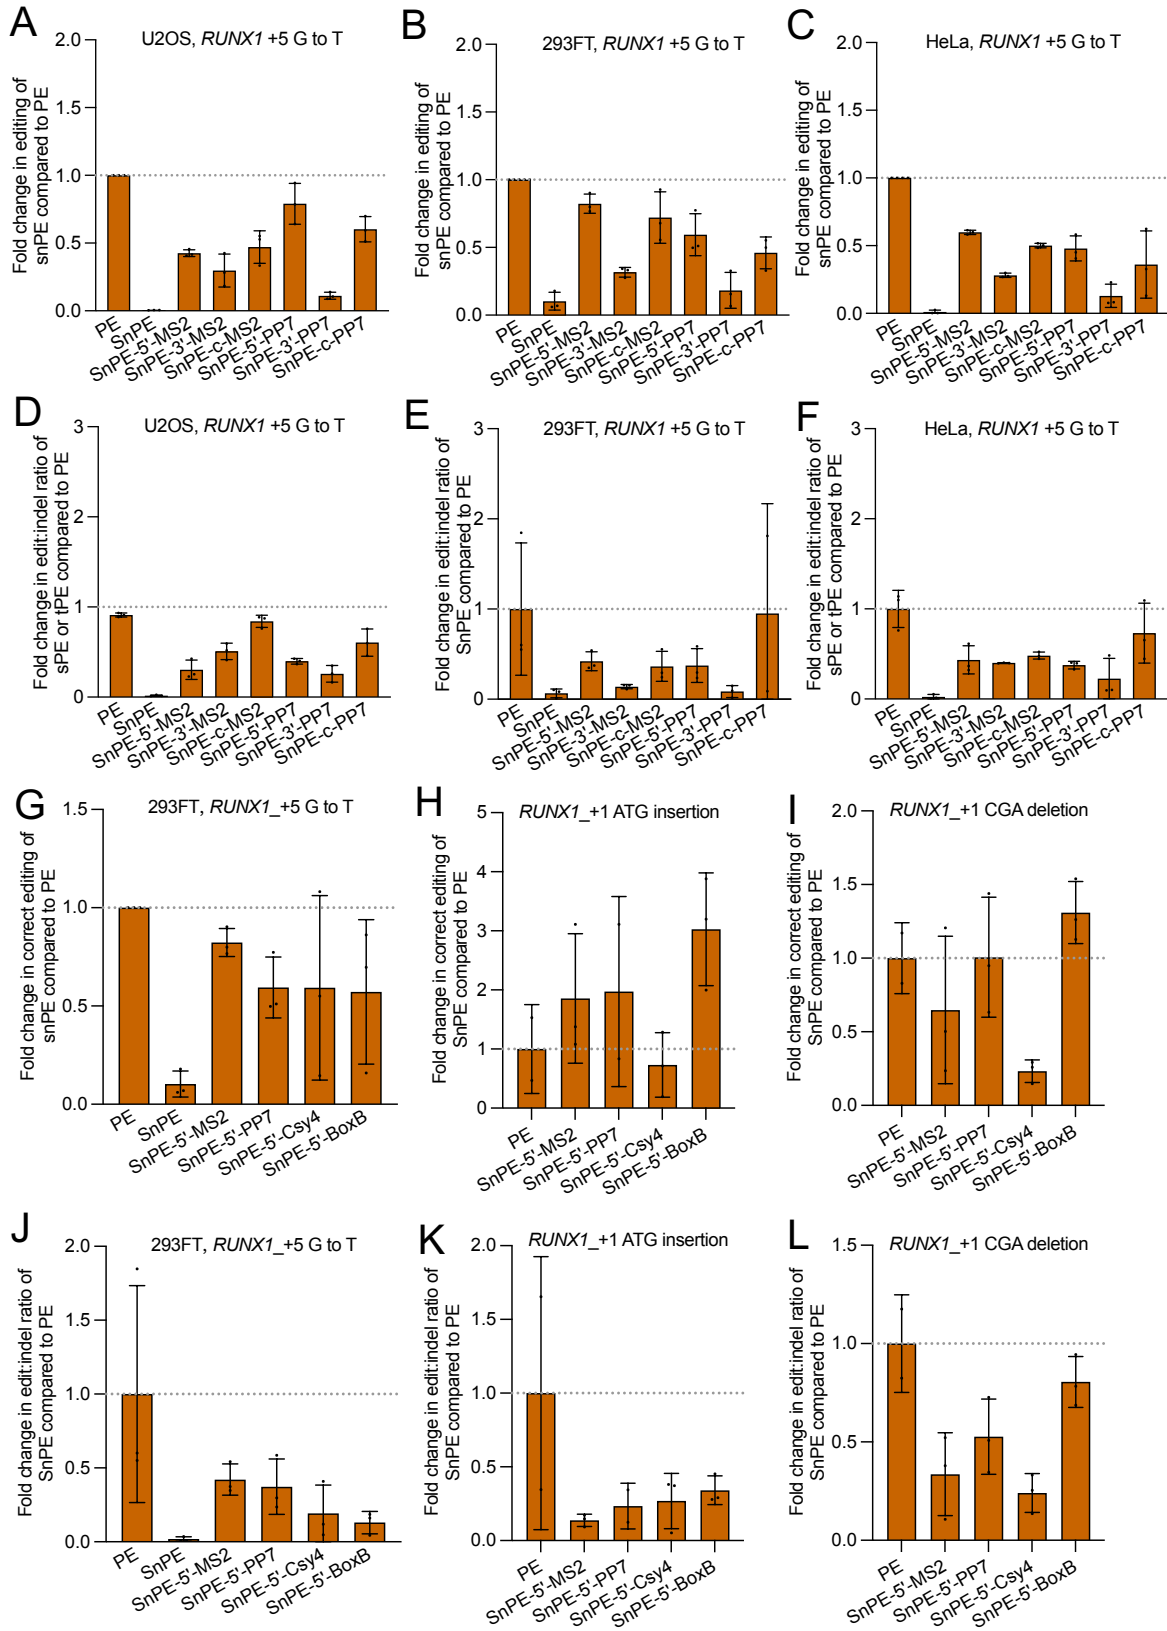 A
U2OS, RUNX1 +5 G to T
Fold change in editing of
snPE compared to PE
2.0
1.5
1.0
0.5
0.0
PE
SnPE
SnPE-5'-MS2
SnPE-3'-MS2
SnPE-c-MS2
SnPE-5'-PP7
SnPE-3'-PP7
SnPE-c-PP7
B
293FT, RUNX1 +5 G to T
Fold change in editing of
snPE compared to PE
2.0
1.5
1.0
0.5
0.0
PE
SnPE
SnPE-5'-MS2
SnPE-3'-MS2
SnPE-c-MS2
SnPE-5'-PP7
SnPE-3'-PP7
SnPE-c-PP7
C
HeLa, RUNX1 +5 G to T
Fold change in editing of
snPE compared to PE
2.0
1.5
1.0
0.5
0.0
PE
SnPE
SnPE-5'-MS2
SnPE-3'-MS2
SnPE-c-MS2
SnPE-5'-PP7
SnPE-3'-PP7
SnPE-c-PP7
D
U2OS, RUNX1 +5 G to T
Fold change in edit:indel ratio of
sPE or tPE compared to PE
3
2
1
0
PE
SnPE
SnPE-5'-MS2
SnPE-3'-MS2
SnPE-c-MS2
SnPE-5'-PP7
SnPE-3'-PP7
SnPE-c-PP7
E
293FT, RUNX1 +5 G to T
Fold change in edit:indel ratio of
SnPE compared to PE
3
2
1
0
PE
SnPE
SnPE-5'-MS2
SnPE-3'-MS2
SnPE-c-MS2
SnPE-5'-PP7
SnPE-3'-PP7
SnPE-c-PP7
F
HeLa, RUNX1 +5 G to T
Fold change in edit:indel ratio of
sPE or tPE compared to PE
3
2
1
0
PE
SnPE
SnPE-5'-MS2
SnPE-3'-MS2
SnPE-c-MS2
SnPE-5'-PP7
SnPE-3'-PP7
SnPE-c-PP7
G
293FT, RUNX1_+5 G to T
Fold change in correct editing of
snPE compared to PE
1.5
1.0
0.5
0.0
PE
SnPE
SnPE-5'-MS2
SnPE-5'-PP7
SnPE-5'-Csy4
SnPE-5'-BoxB
H
RUNX1_+1 ATG insertion
Fold change in correct editing of
SnPE compared to PE
5
4
3
2
1
0
PE
SnPE-5'-MS2
SnPE-5'-PP7
SnPE-5'-Csy4
SnPE-5'-BoxB
I
RUNX1_+1 CGA deletion
Fold change in correct editing of
SnPE compared to PE
2.0
1.5
1.0
0.5
0.0
PE
SnPE-5'-MS2
SnPE-5'-PP7
SnPE-5'-Csy4
SnPE-5'-BoxB
J
293FT, RUNX1_+5 G to T
Fold change in edit:indel ratio of
SnPE compared to PE
2.0
1.5
1.0
0.5
0.0
PE
SnPE
SnPE-5'-MS2
SnPE-5'-PP7
SnPE-5'-Csy4
SnPE-5'-BoxB
K
RUNX1_+1 ATG insertion
Fold change in edit:indel ratio of
SnPE compared to PE
2.0
1.5
1.0
0.5
0.0
PE
SnPE-5'-MS2
SnPE-5'-PP7
SnPE-5'-Csy4
SnPE-5'-BoxB
L
RUNX1_+1 CGA deletion
Fold change in edit:indel ratio of
SnPE compared to PE
1.5
1.0
0.5
0.0
PE
SnPE-5'-MS2
SnPE-5'-PP7
SnPE-5'-Csy4
SnPE-5'-BoxB